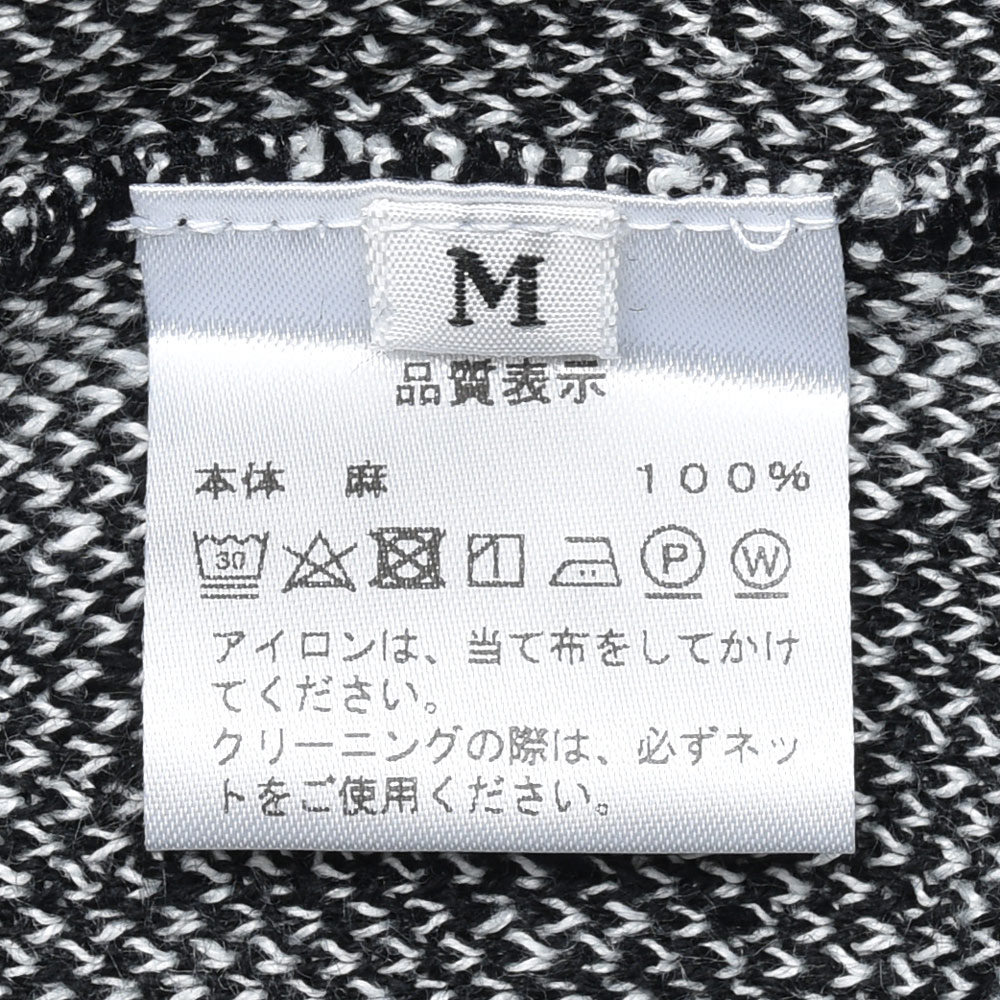 M
品質表示
本体　麻　１００％
30 P W
アイロンは、当て布をしてかけ
てください。
クリーニングの際は、必ずネッ
トをご使用ください。